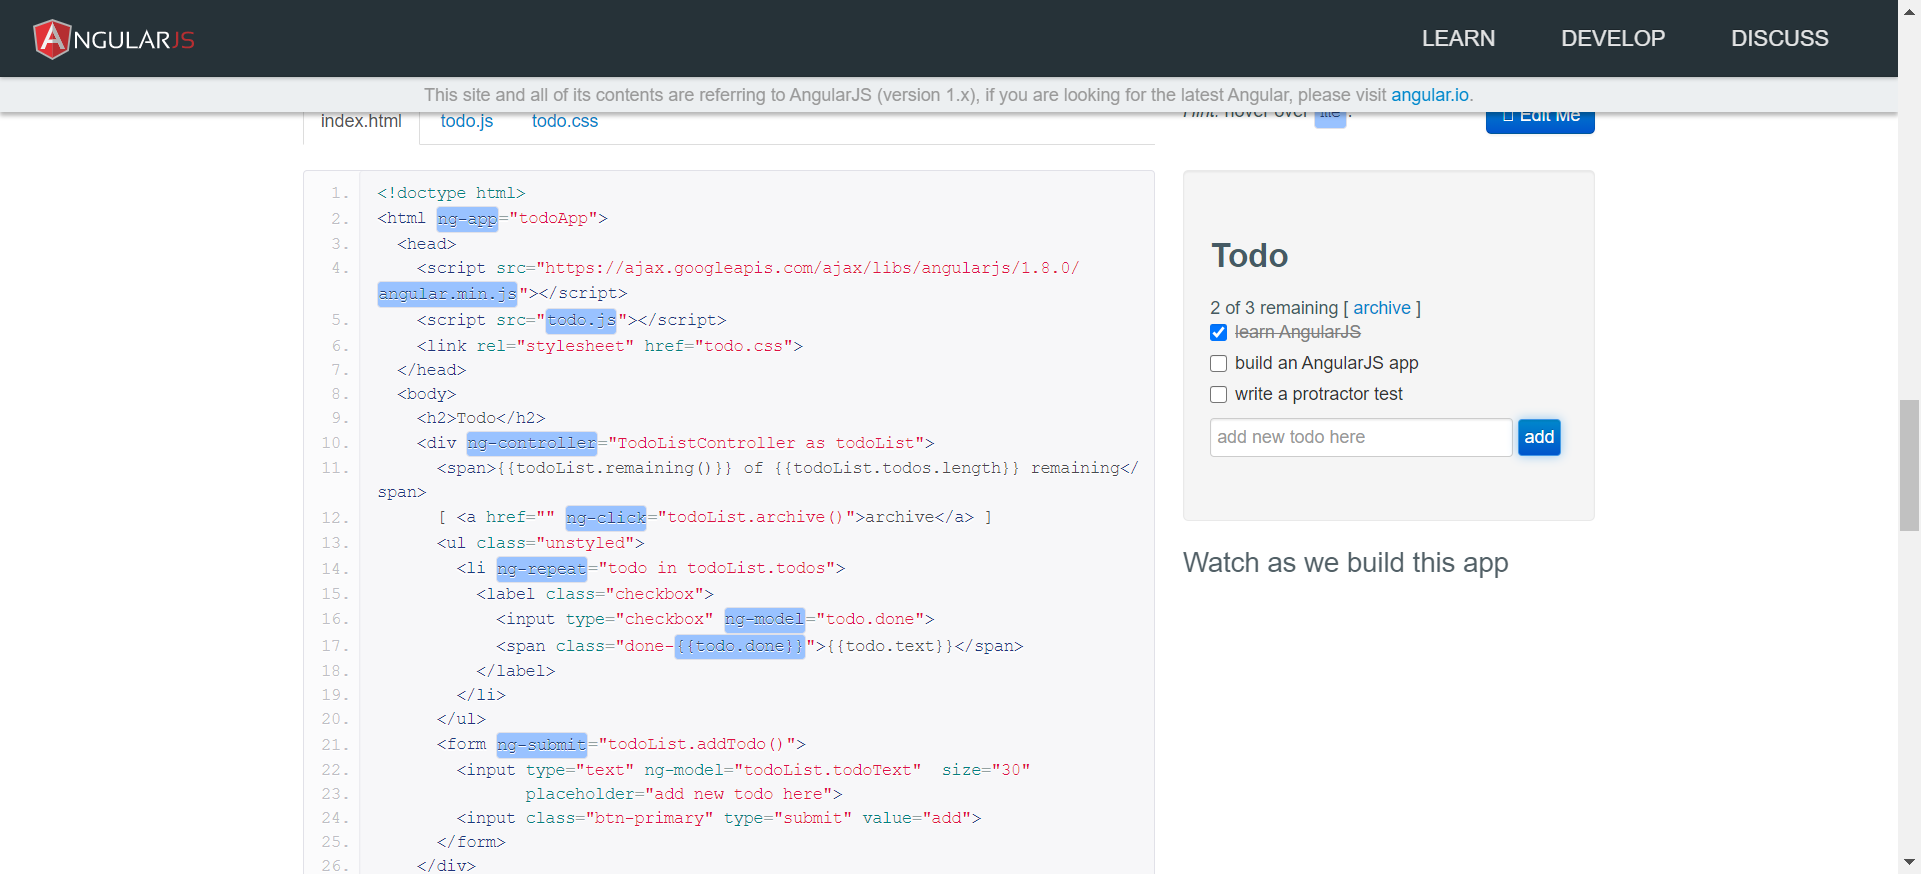 ANGULARJS
LEARN DEVELOP DISCUSS
This site and all of its contents are referring to AngularJS (version 1.x), if you are looking for the latest Angular, please visit angular.io.
index.html todo.js todo.css
Hint: hover over me.
Edit Me
1. <!doctype html>
2. <html ng-app="todoApp">
3. <head>
4. <script src="https://ajax.googleapis.com/ajax/libs/angularjs/1.8.0/
angular.min.js"></script>
5. <script src="todo.js"></script>
6. <link rel="stylesheet" href="todo.css">
7. </head>
8. <body>
9. <h2>Todo</h2>
10. <div ng-controller="TodoListController as todoList">
11. <span>{{todoList.remaining()}} of {{todoList.todos.length}} remaining</
span>
12. [ <a href="" ng-click="todoList.archive()">archive</a> ]
13. <ul class="unstyled">
14. <li ng-repeat="todo in todoList.todos">
15. <label class="checkbox">
16. <input type="checkbox" ng-model="todo.done">
17. <span class="done-{{todo.done}}">{{todo.text}}</span>
18. </label>
19. </li>
20. </ul>
21. <form ng-submit="todoList.addTodo()">
22. <input type="text" ng-model="todoList.todoText"  size="30"
23. placeholder="add new todo here">
24. <input class="btn-primary" type="submit" value="add">
25. </form>
26. </div>
Todo
2 of 3 remaining [ archive ]
learn AngularJS
build an AngularJS app
write a protractor test
add new todo here add
Watch as we build this app